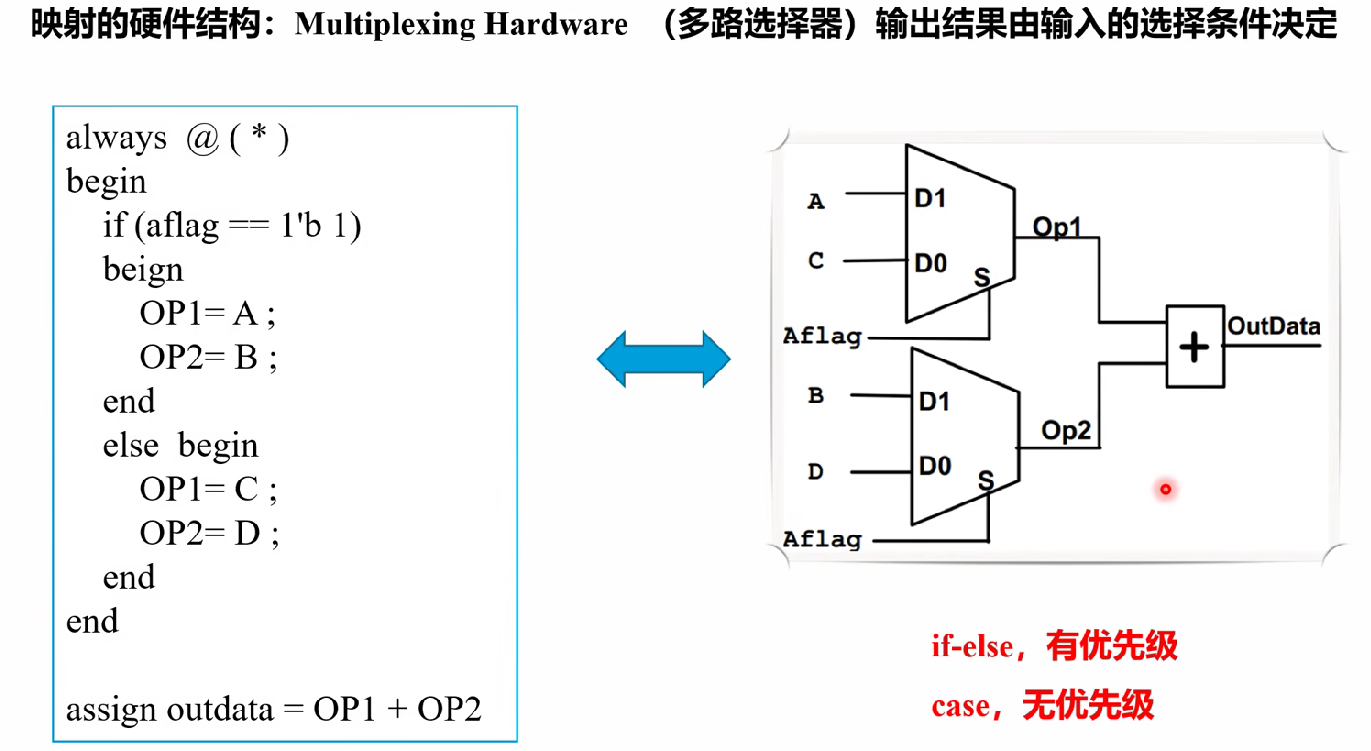 映射的硬件结构：Multiplexing Hardware （多路选择器）输出结果由输入的选择条件决定
always @ ( * )
begin
if (aflag == 1'b 1)
beign
OP1= A ;
OP2= B ;
end
else begin
OP1= C ;
OP2= D ;
end
end
assign outdata = OP1 + OP2
A
D1
Op1
C
D0
S
Aflag
+
OutData
B
D1
Op2
D
D0
S
Aflag
if-else，有优先级
case，无优先级